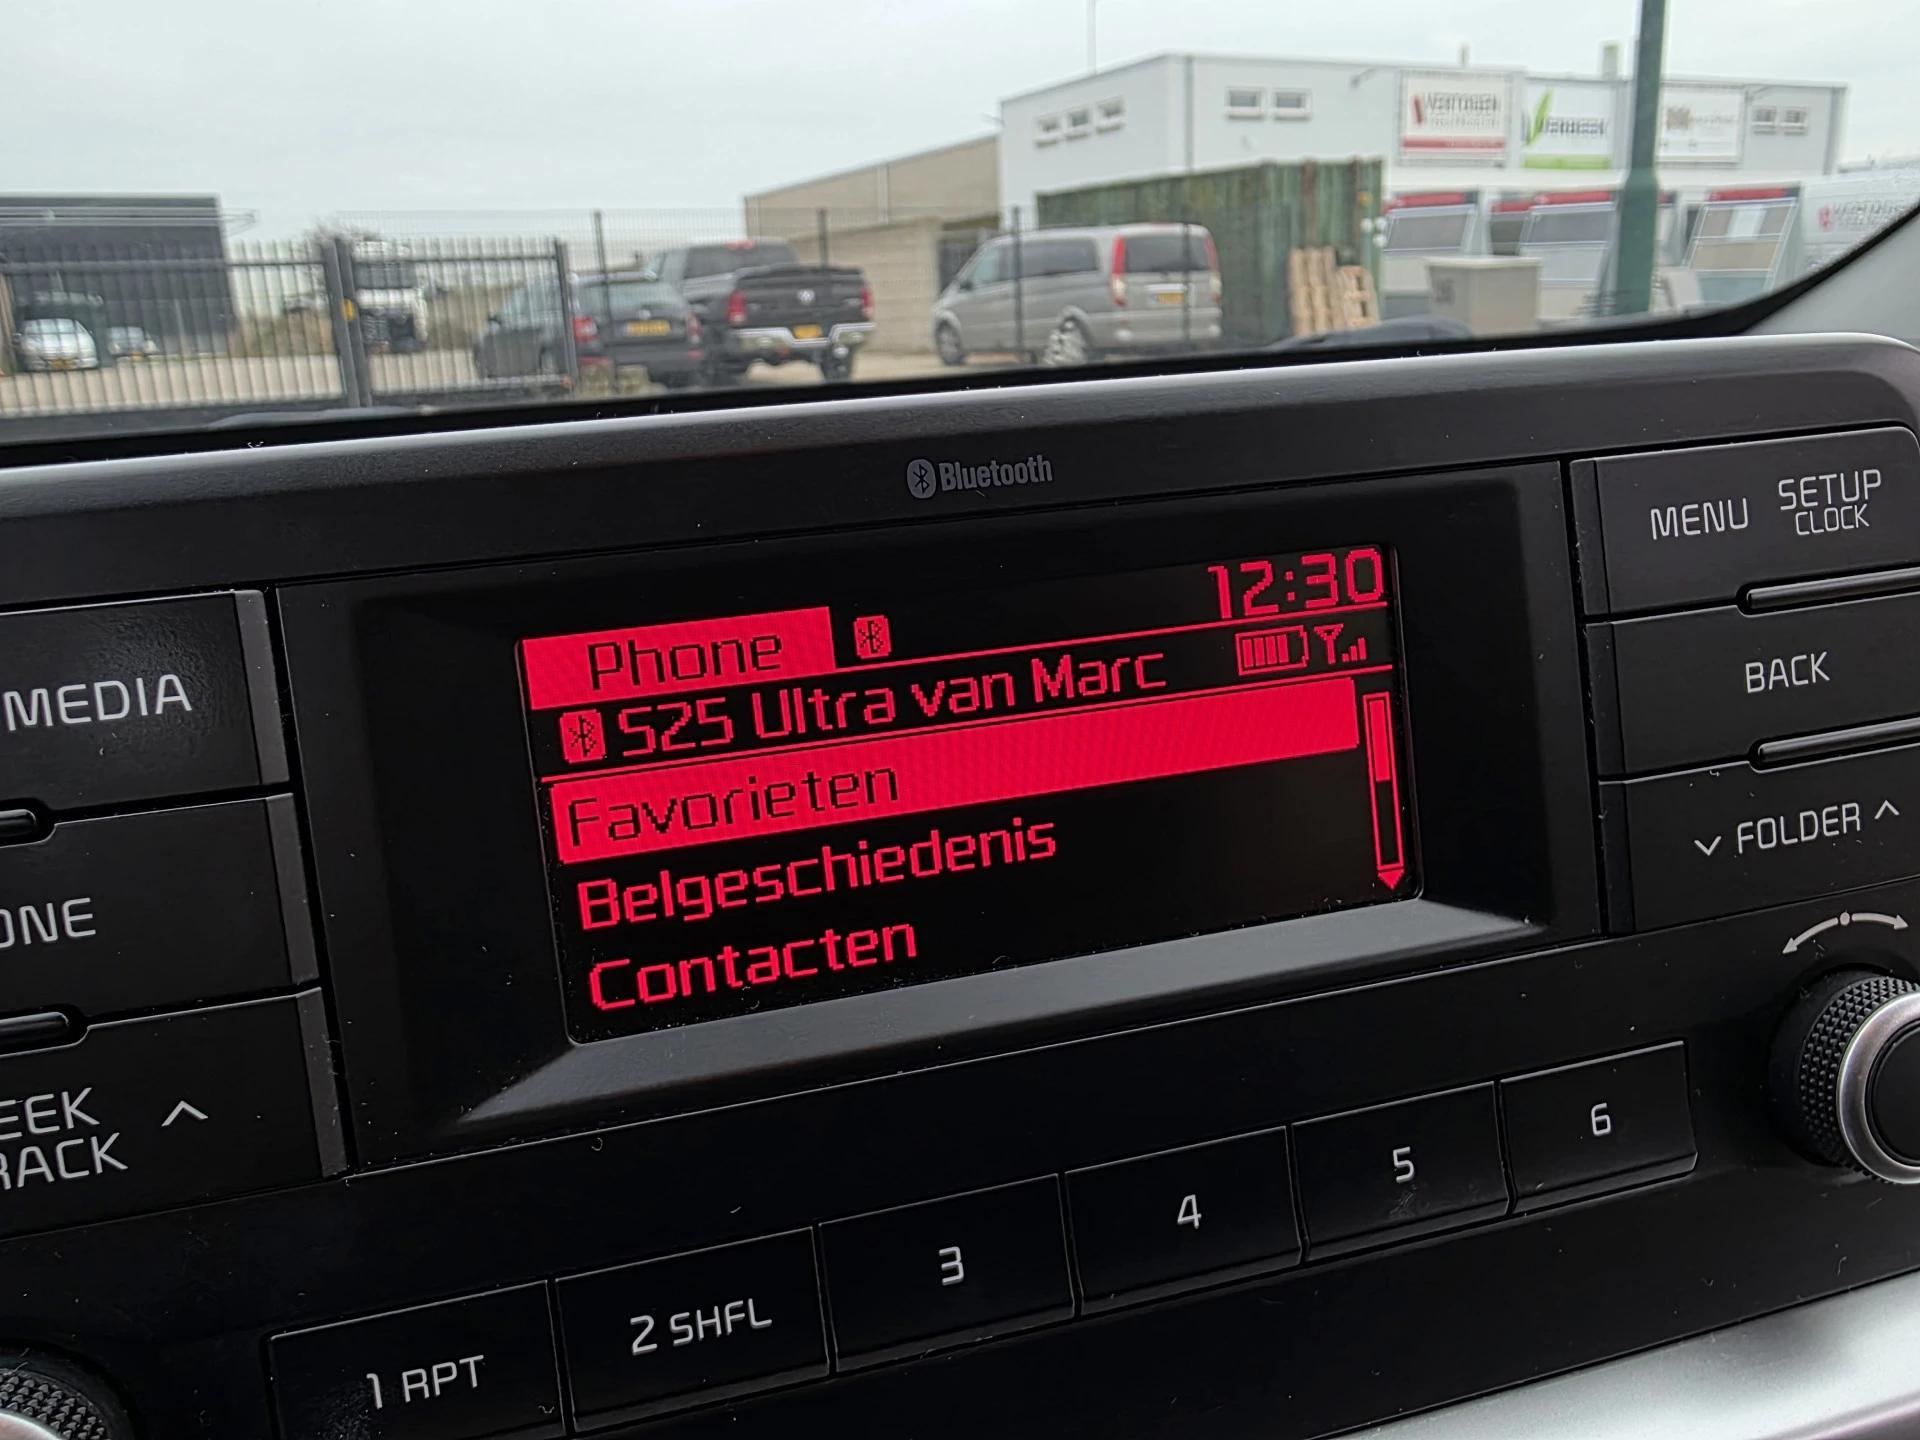 Bluetooth
MENU SETUP
CLOCK
12:30
Phone
S25 Ultra van Marc
BACK
MEDIA
Favorieten
Belgeschiedenis
FOLDER
ONE
Contacten
EEK
RACK
6
5
4
3
2 SHFL
1 RPT